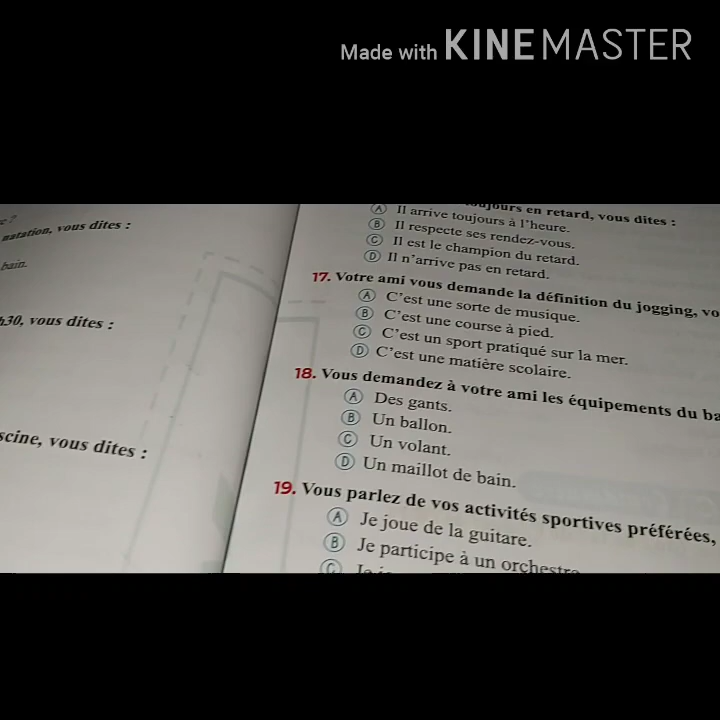 Made with KINEMASTER
natation, vous dites :
bain.
h30, vous dites :
scine, vous dites :
toujours en retard, vous dites :
Ⓐ Il arrive toujours à l'heure.
Ⓑ Il respecte ses rendez-vous.
Ⓒ Il est le champion du retard.
Ⓓ Il n'arrive pas en retard.
17. Votre ami vous demande la définition du jogging, vo
Ⓐ C'est une sorte de musique.
Ⓑ C'est une course à pied.
Ⓒ C'est un sport pratiqué sur la mer.
Ⓓ C'est une matière scolaire.
18. Vous demandez à votre ami les équipements du ba
Ⓐ Des gants.
Ⓑ Un ballon.
Ⓒ Un volant.
Ⓓ Un maillot de bain.
19. Vous parlez de vos activités sportives préférées,
Ⓐ Je joue de la guitare.
Ⓑ Je participe à un orchestre
Ⓒ